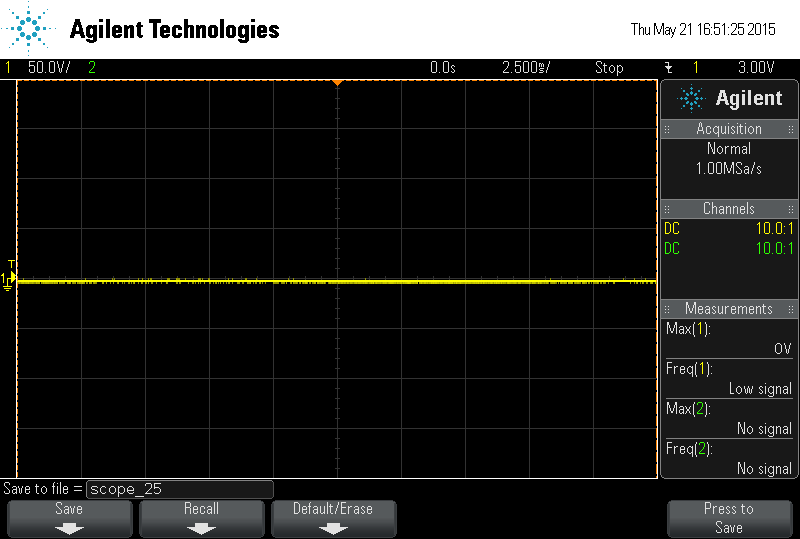 Agilent Technologies
Thu May 21 16:51:25 2015
1 50.0V/ 2 0.0s 2.500ms/ Stop 1 3.00V
Agilent
Acquisition
Normal
1.00MSa/s
Channels
DC 10.0:1
DC 10.0:1
T
1
Measurements
Max(1):
0V
Freq(1):
Low signal
Max(2):
No signal
Freq(2):
No signal
Save to file = scope_25
Save Recall Default/Erase Press to
Save